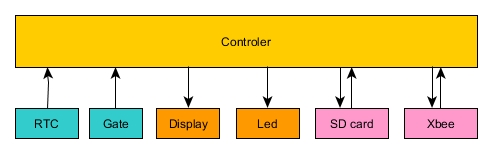 Controler
RTC
Gate
Display
Led
SD card
Xbee